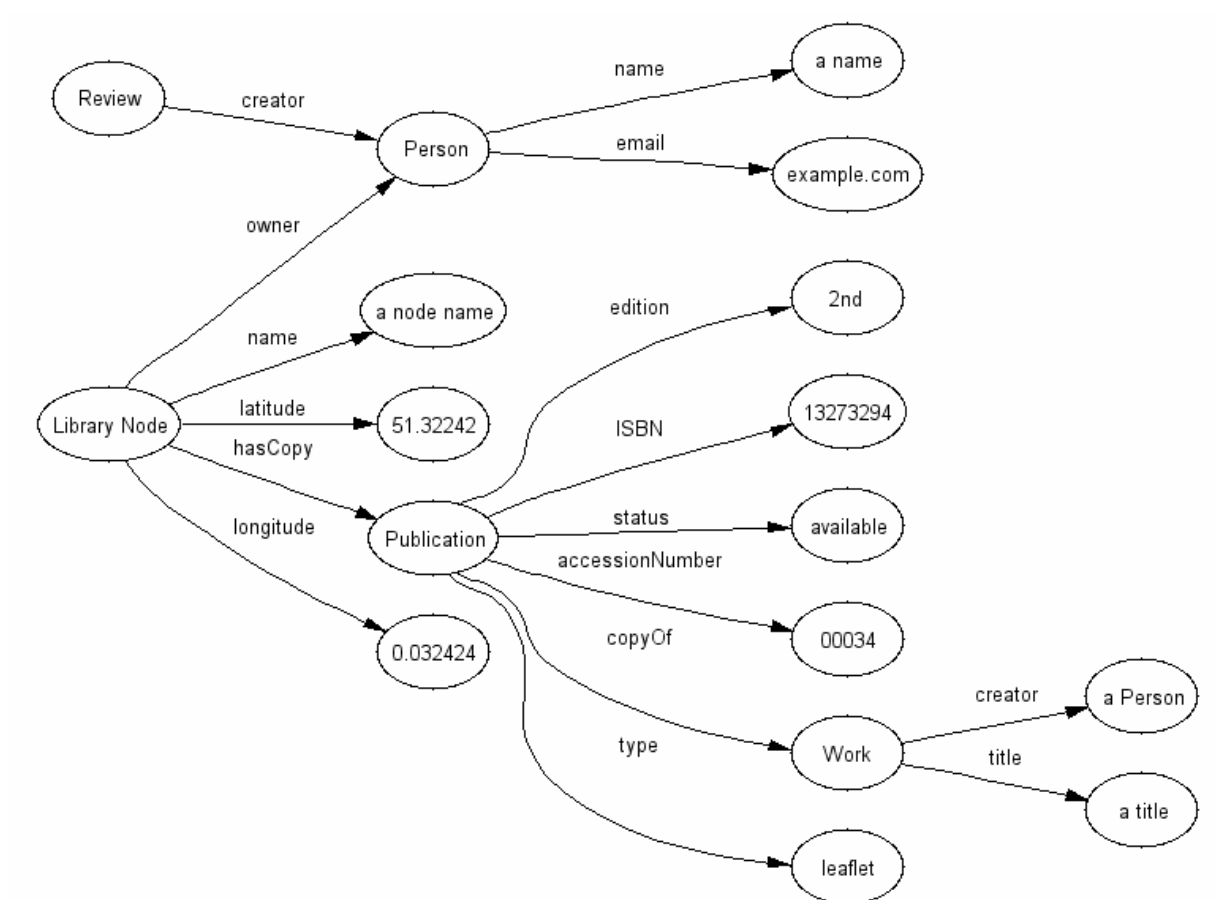 name
a name
Review
creator
Person
email
example.com
owner
edition
2nd
a node name
name
ISBN
13273294
Library Node
latitude
51.32242
hasCopy
longitude
Publication
status
available
accessionNumber
copyOf
00034
0.032424
creator
a Person
type
Work
title
a title
leaflet